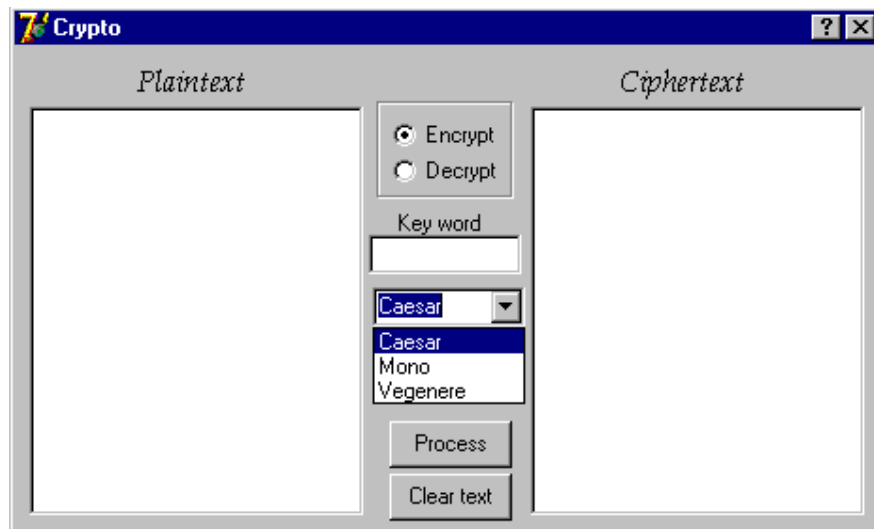 Crypto
Plaintext
Ciphertext
Encrypt
Decrypt
Key word
Caesar
Caesar
Mono
Vegenere
Process
Clear text